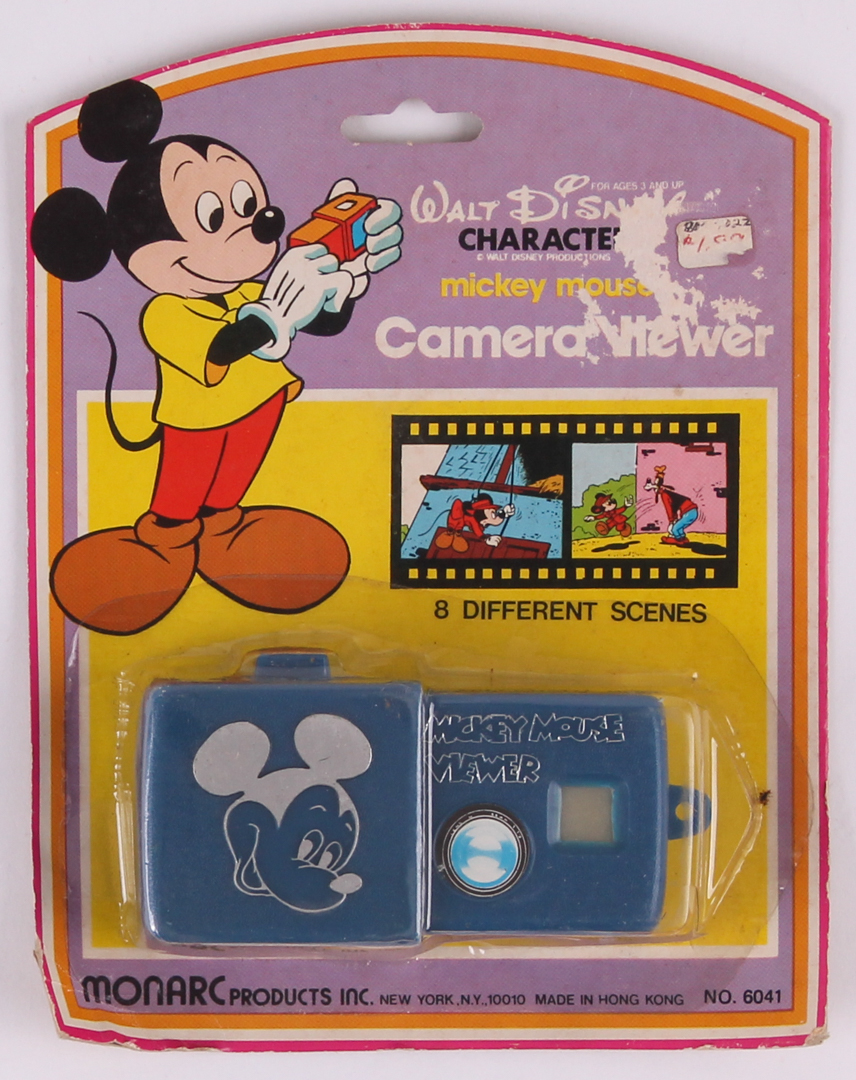 FOR AGES 3 AND UP
WALT DISN
CHARACTE
© WALT DISNEY PRODUCTIONS
mickey mouse
Camera Viewer
8 DIFFERENT SCENES
MICKEY MOUSE
VIEWER
MONARC PRODUCTS INC. NEW YORK,N.Y.,10010 MADE IN HONG KONG NO. 6041